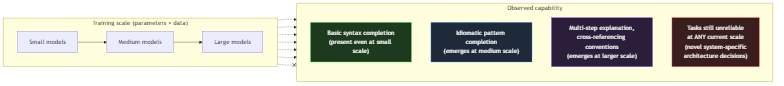 Training scale (parameters + data)
Small models
Medium models
Large models
Observed capability
Basic syntax completion
(present even at small
scale)
Idiomatic pattern
completion
(emerges at medium scale)
Multi-step explanation,
cross-referencing
conventions
(emerges at larger scale)
Tasks still unreliable
at ANY current scale
(novel system-specific
architecture decisions)